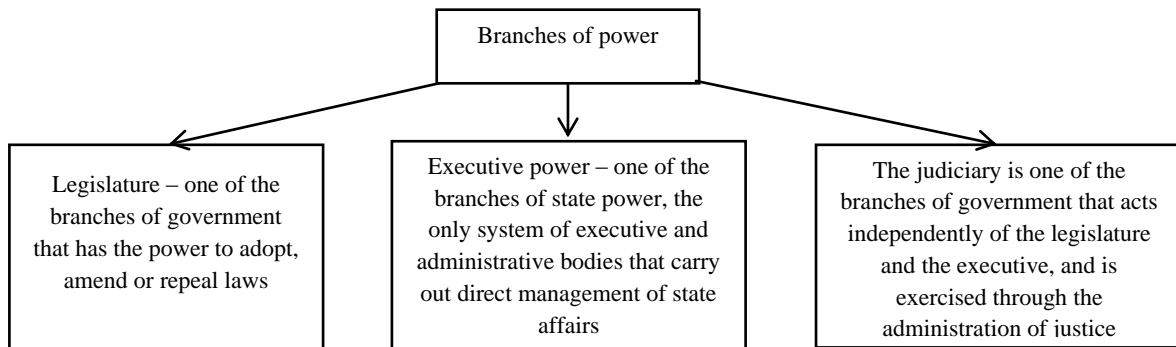 Branches of power
Legislature – one of the
branches of government
that has the power to adopt,
amend or repeal laws
Executive power – one of the
branches of state power, the
only system of executive and
administrative bodies that carry
out direct management of state
affairs
The judiciary is one of the
branches of government that acts
independently of the legislature
and the executive, and is
exercised through the
administration of justice